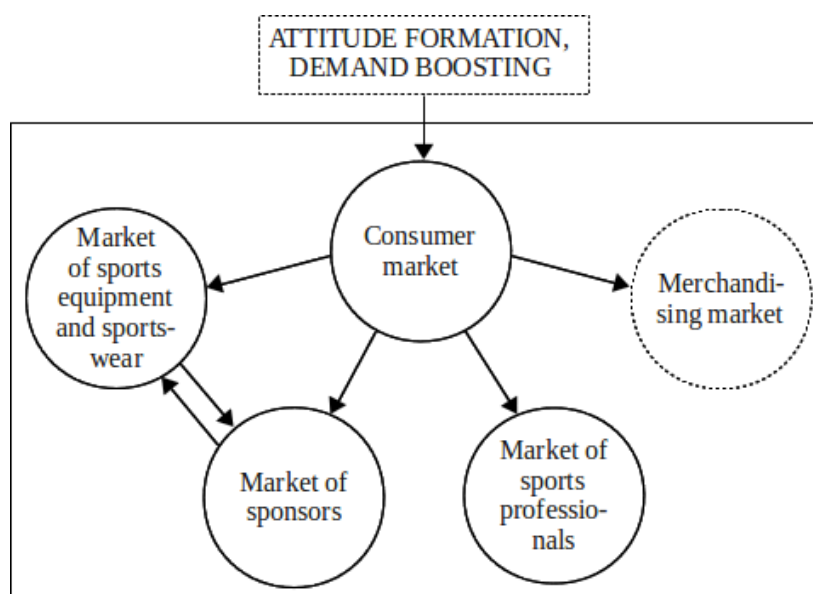 ATTITUDE FORMATION,
DEMAND BOOSTING
Consumer
market
Market
of sports
equipment
and sports-
wear
Merchandi-
sing market
Market of
sponsors
Market of
sports
professio-
nals